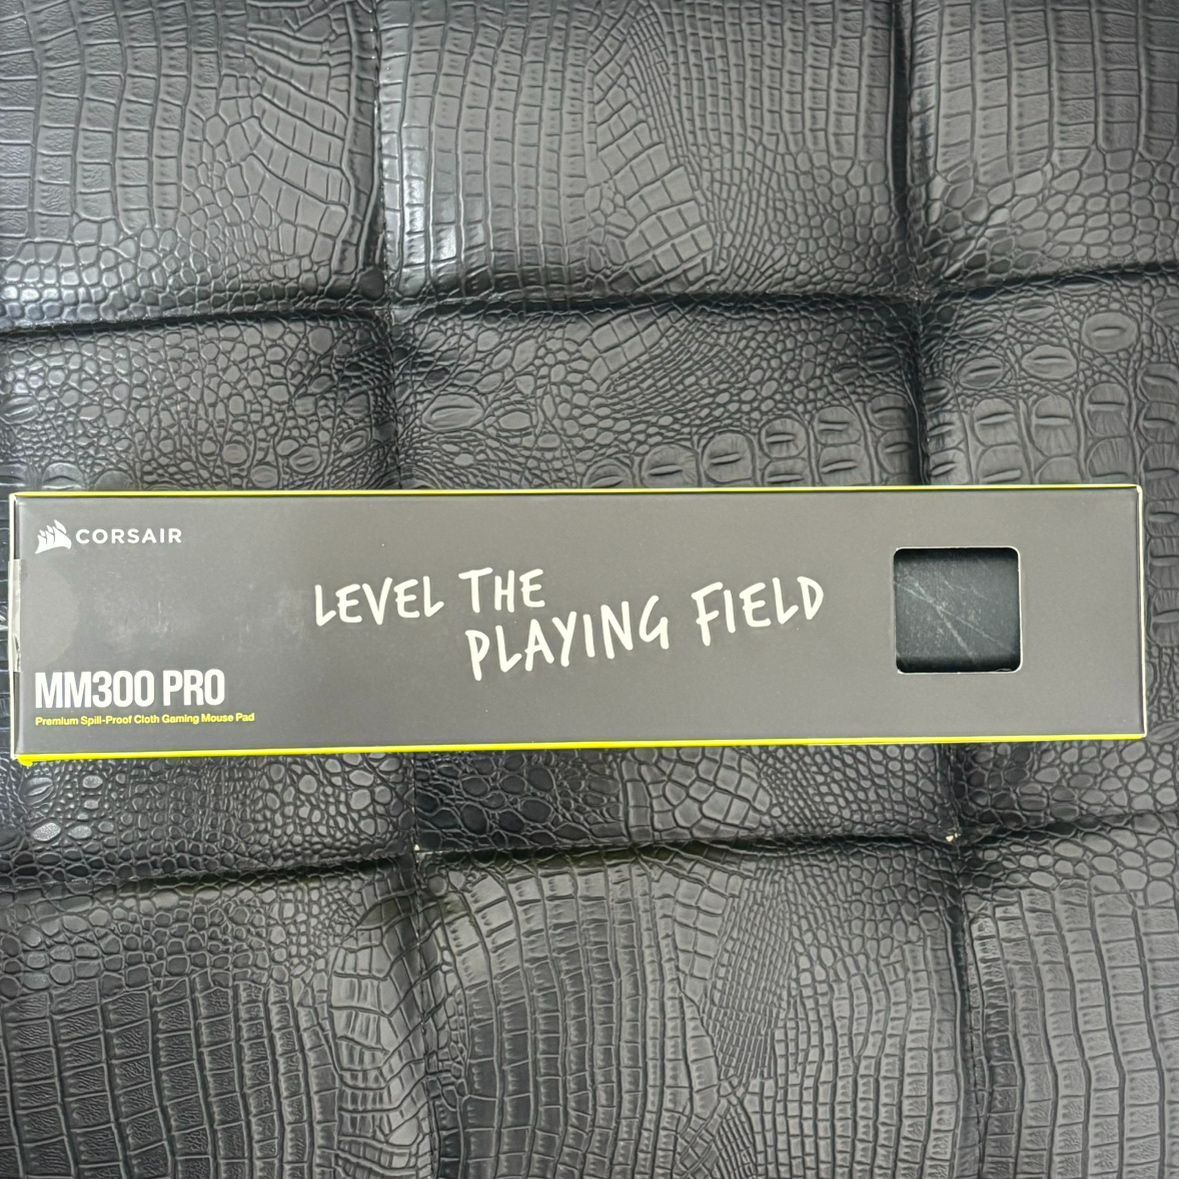 CORSAIR
LEVEL THE
PLAYING FIELD
MM300 PRO
Premium Spill-Proof Cloth Gaming Mouse Pad